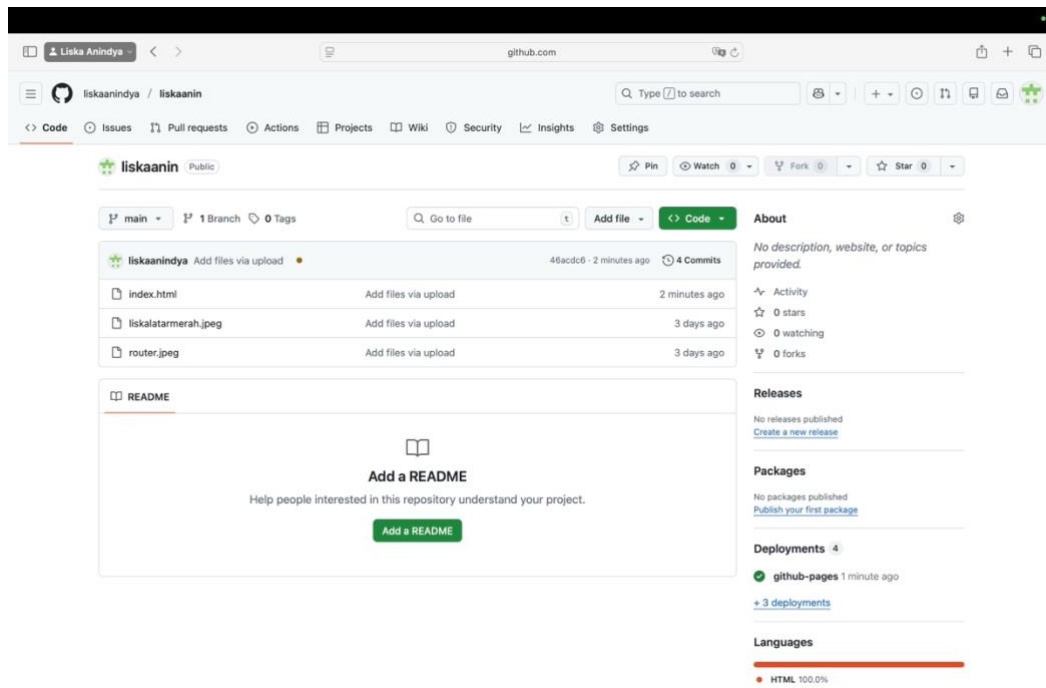 Liska Anindya
github.com
liskaanindya / liskaanin
Type / to search
Code Issues Pull requests Actions Projects Wiki Security Insights Settings
liskaanin Public
Pin Watch 0 Fork 0 Star 0
main 1 Branch 0 Tags Go to file t Add file Code
liskaanindya Add files via upload 46acdc6 · 2 minutes ago 4 Commits
index.html Add files via upload 2 minutes ago
liskalatarmerah.jpeg Add files via upload 3 days ago
router.jpeg Add files via upload 3 days ago
README
Add a README
Help people interested in this repository understand your project.
Add a README
About
No description, website, or topics
provided.
Activity
0 stars
0 watching
0 forks
Releases
No releases published
Create a new release
Packages
No packages published
Publish your first package
Deployments 4
github-pages 1 minute ago
+ 3 deployments
Languages
HTML 100.0%